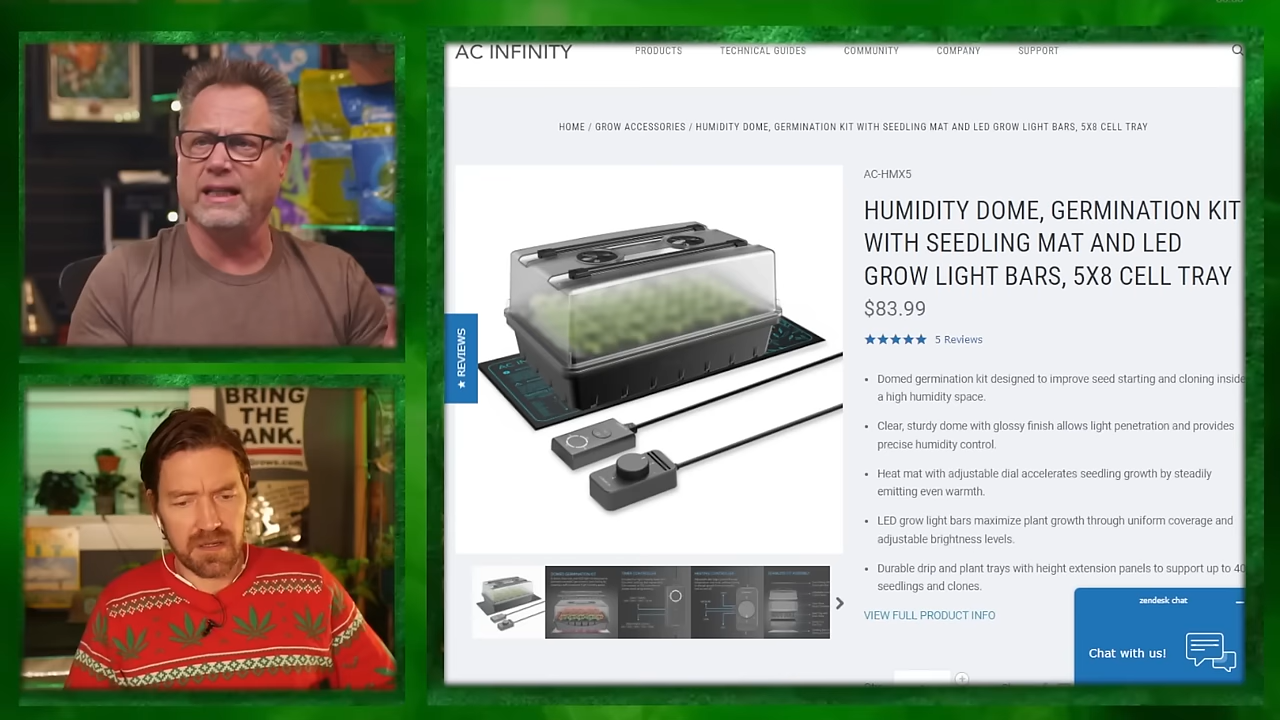 AC INFINITY
PRODUCTS
TECHNICAL GUIDES
COMMUNITY
COMPANY
SUPPORT
HOME / GROW ACCESSORIES / HUMIDITY DOME, GERMINATION KIT WITH SEEDLING MAT AND LED GROW LIGHT BARS, 5X8 CELL TRAY
AC-HMX5
HUMIDITY DOME, GERMINATION KIT
WITH SEEDLING MAT AND LED
GROW LIGHT BARS, 5X8 CELL TRAY
$83.99
★★★★★ 5 Reviews
★ REVIEWS
• Domed germination kit designed to improve seed starting and cloning inside
a high humidity space.
• Clear, sturdy dome with glossy finish allows light penetration and provides
precise humidity control.
• Heat mat with adjustable dial accelerates seedling growth by steadily
emitting even warmth.
• LED grow light bars maximize plant growth through uniform coverage and
adjustable brightness levels.
• Durable drip and plant trays with height extension panels to support up to 40
seedlings and clones.
VIEW FULL PRODUCT INFO
zendesk chat
Chat with us!
BRING
THE